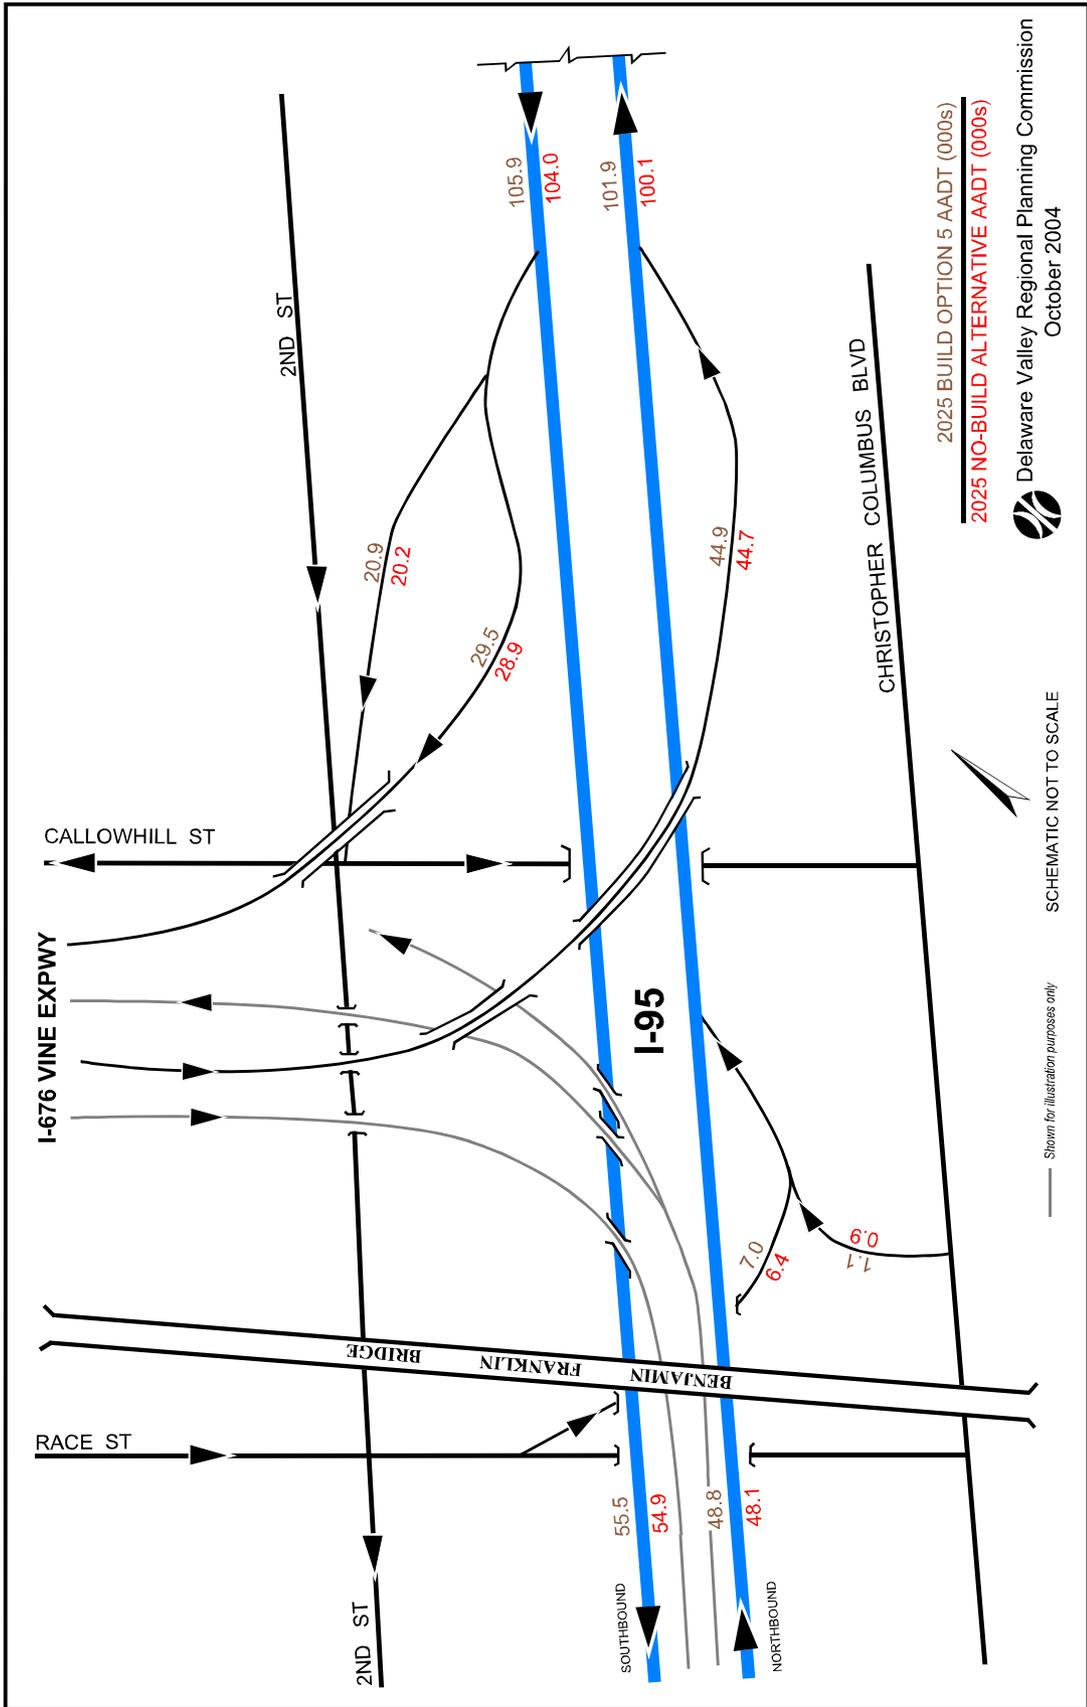 CALLOWHILL ST
I-676 VINE EXPWY
RACE ST
2ND ST
2ND ST
105.9
104.0
101.9
100.1
20.9
20.2
29.5
28.9
44.9
44.7
I-95
7.0
6.4
1.1
0.9
BENJAMIN FRANKLIN BRIDGE
55.5
54.9
48.8
48.1
SOUTHBOUND
NORTHBOUND
CHRISTOPHER COLUMBUS BLVD
2025 BUILD OPTION 5 AADT (000s)
2025 NO-BUILD ALTERNATIVE AADT (000s)
Delaware Valley Regional Planning Commission
October 2004
SCHEMATIC NOT TO SCALE
Shown for illustration purposes only